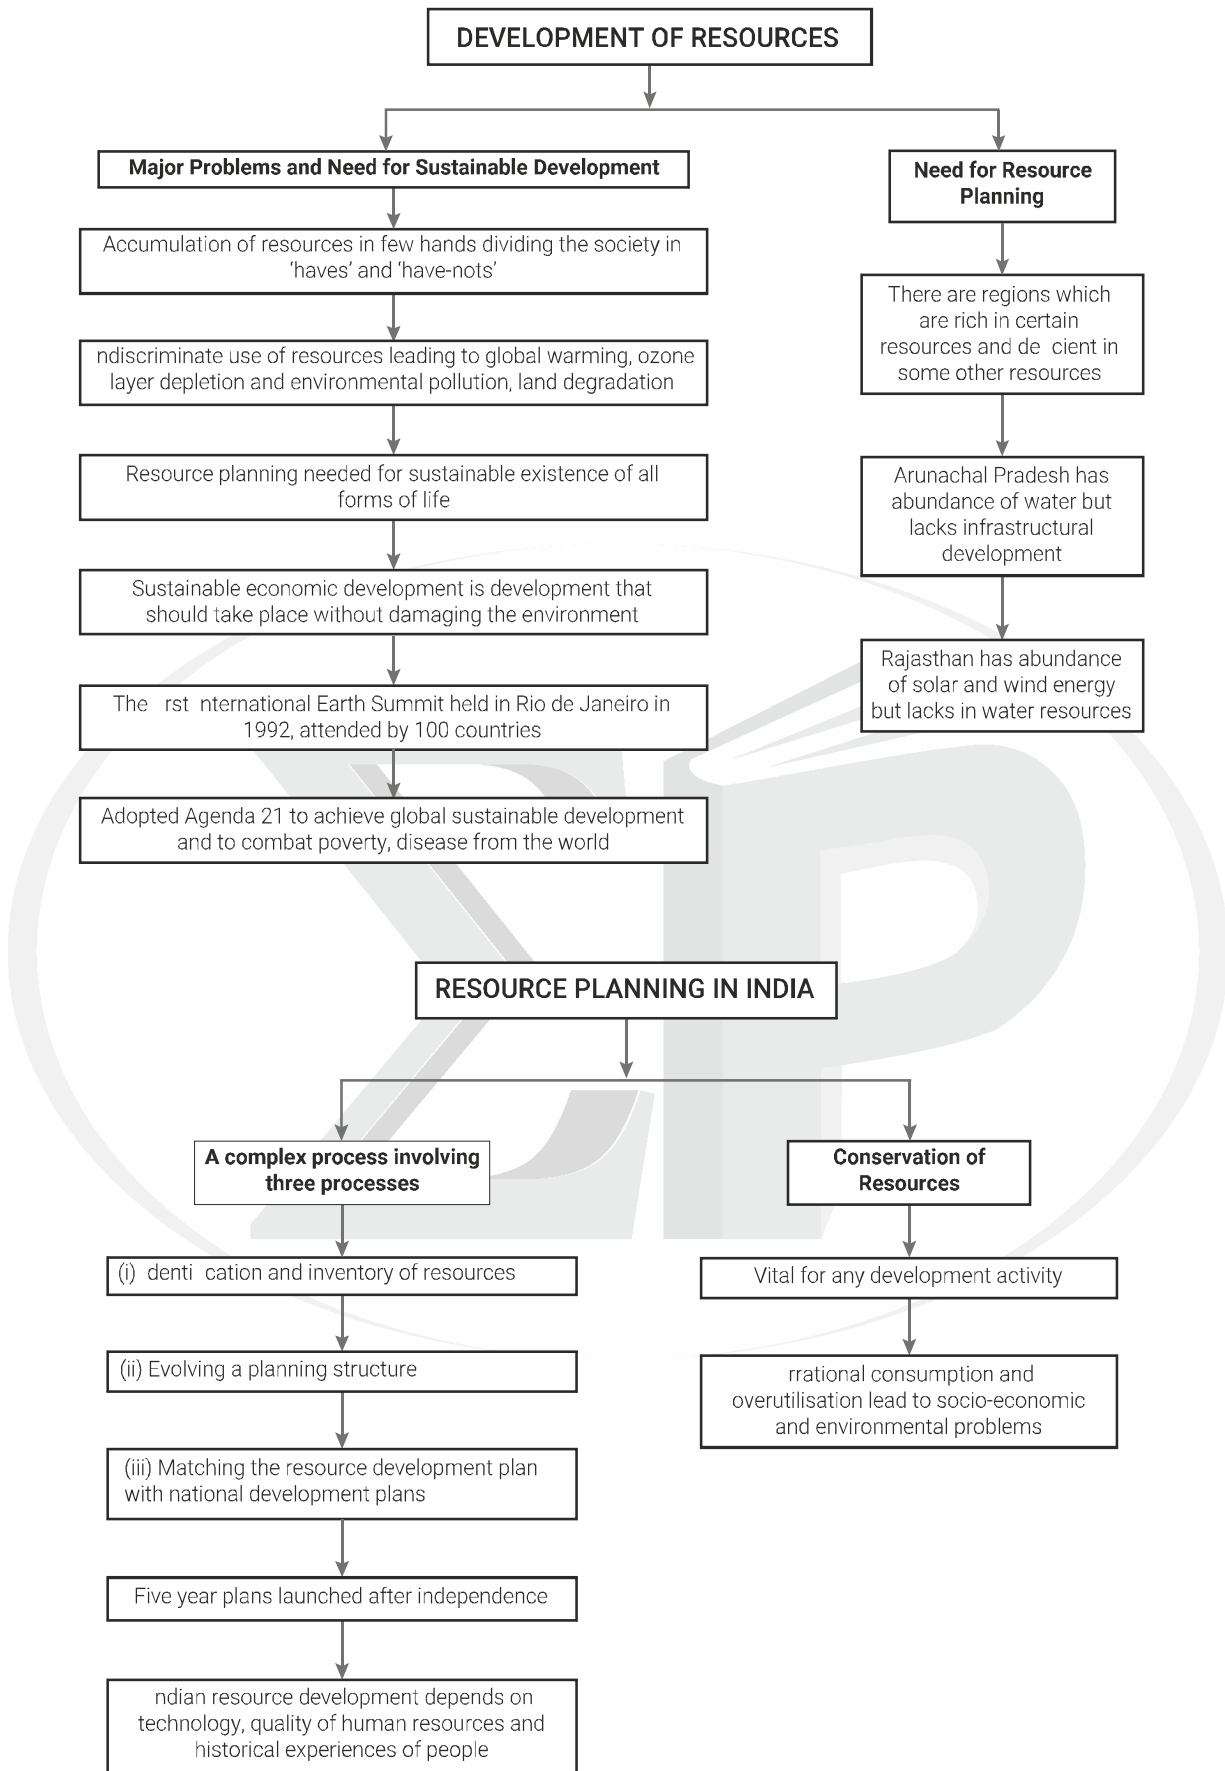 DEVELOPMENT OF RESOURCES
Major Problems and Need for Sustainable Development
Accumulation of resources in few hands dividing the society in
‘haves’ and ‘have-nots’
ndiscriminate use of resources leading to global warming, ozone
layer depletion and environmental pollution, land degradation
Resource planning needed for sustainable existence of all
forms of life
Sustainable economic development is development that
should take place without damaging the environment
The rst nternational Earth Summit held in Rio de Janeiro in
1992, attended by 100 countries
Adopted Agenda 21 to achieve global sustainable development
and to combat poverty, disease from the world
Need for Resource
Planning
There are regions which
are rich in certain
resources and de cient in
some other resources
Arunachal Pradesh has
abundance of water but
lacks infrastructural
development
Rajasthan has abundance
of solar and wind energy
but lacks in water resources
RESOURCE PLANNING IN INDIA
A complex process involving
three processes
(i) denti cation and inventory of resources
(ii) Evolving a planning structure
(iii) Matching the resource development plan
with national development plans
Five year plans launched after independence
ndian resource development depends on
technology, quality of human resources and
historical experiences of people
Conservation of
Resources
Vital for any development activity
rrational consumption and
overutilisation lead to socio-economic
and environmental problems